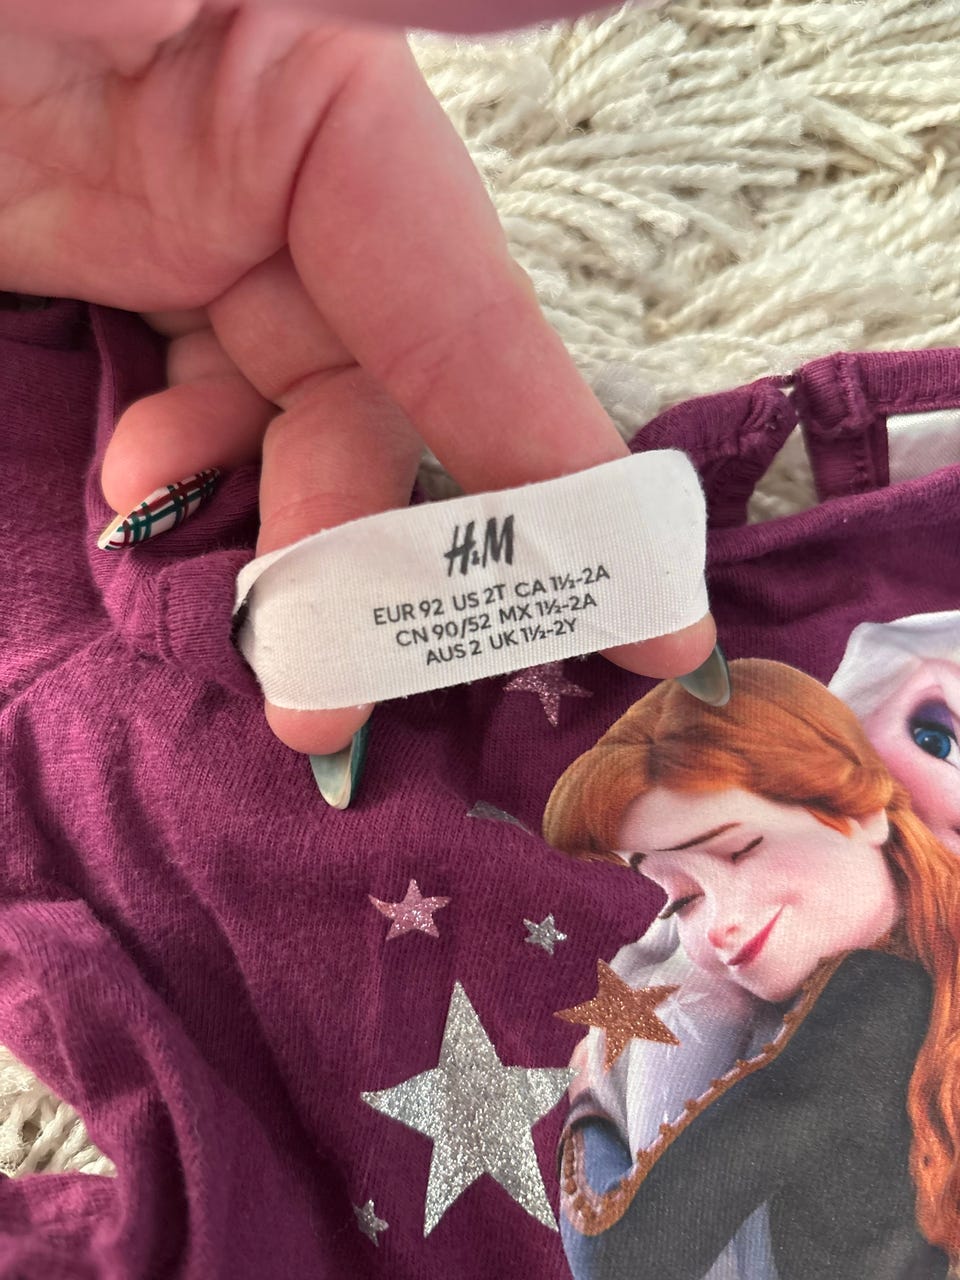 H&M
EUR 92 US 2T CA 1½-2A
CN 90/52 MX 1½-2A
AUS 2 UK 1½-2Y